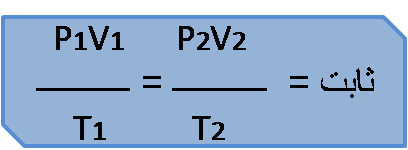 P1V1 P2V2
= = ثابت
T1 T2